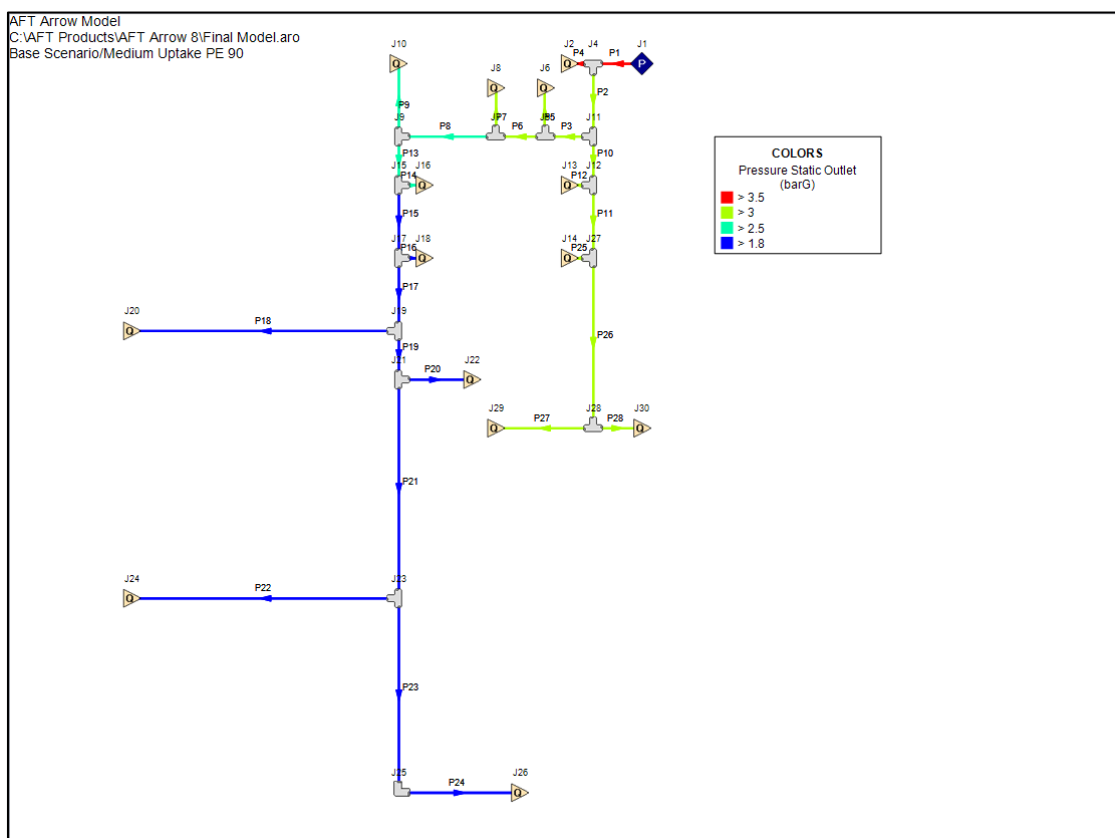 AFT Arrow Model
C:\AFT Products\AFT Arrow 8\Final Model.aro
Base Scenario/Medium Uptake PE 90
J10
J2
J4
J1
P4
P1
J8
J6
P2
P9
J9
P7
P5
J11
P8
P6
P3
P13
P10
J15
J16
J13
J12
P14
P12
P15
P11
J17
J18
J14
J27
P16
P25
P17
J20
J19
P18
P19
P26
J21
P20
J22
J29
J28
J30
P27
P28
P21
J24
J23
P22
P23
J25
P24
J26
Q
Q
P
Q
Q
Q
Q
Q
Q
Q
Q
Q
Q
Q
Q
Q
COLORS
Pressure Static Outlet
(barG)
> 3.5
> 3
> 2.5
> 1.8